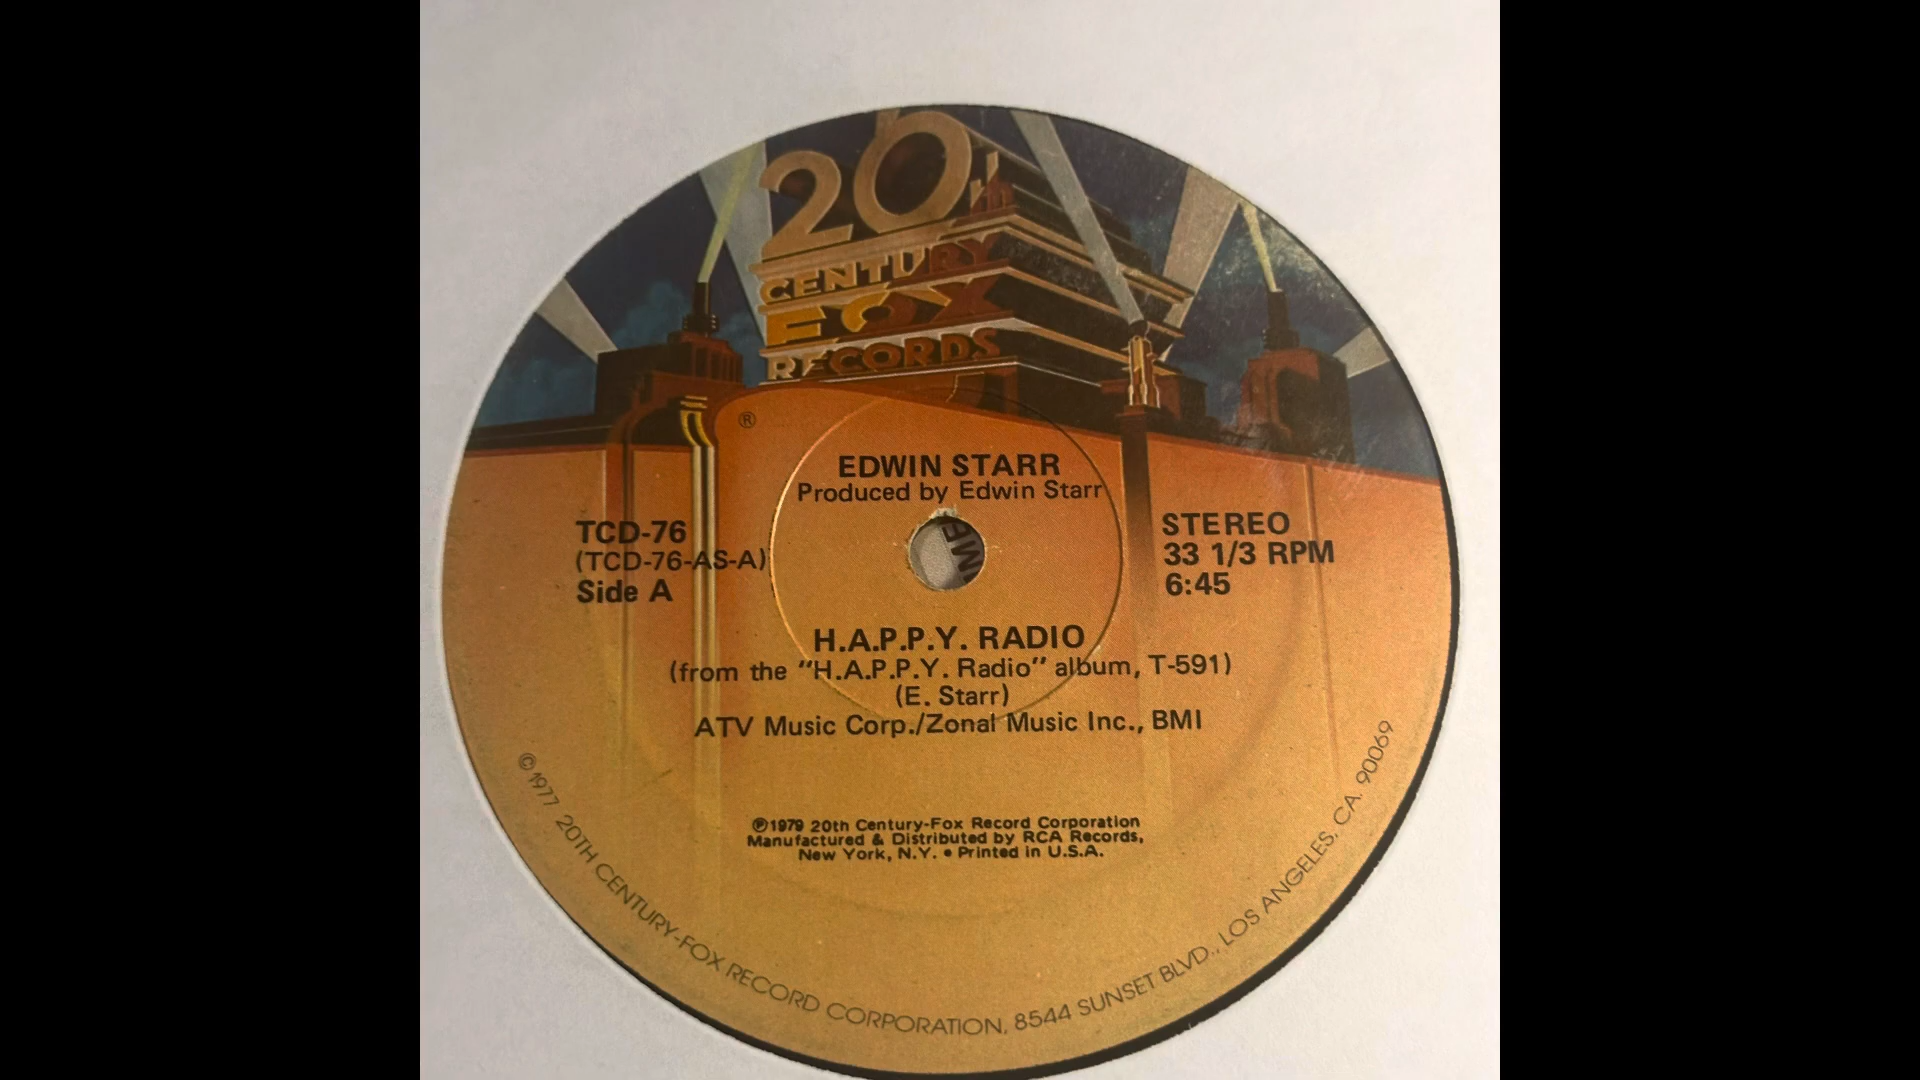 20th
CENTURY
FOX
RECORDS
®
EDWIN STARR
Produced by Edwin Starr
TCD-76
(TCD-76-AS-A)
Side A
STEREO
33 1/3 RPM
6:45
H.A.P.P.Y. RADIO
(from the "H.A.P.P.Y. Radio" album, T-591)
(E. Starr)
ATV Music Corp./Zonal Music Inc., BMI
℗1979 20th Century-Fox Record Corporation
Manufactured & Distributed by RCA Records,
New York, N.Y. • Printed in U.S.A.
©1977 20TH CENTURY-FOX RECORD CORPORATION, 8544 SUNSET BLVD., LOS ANGELES, CA. 90069